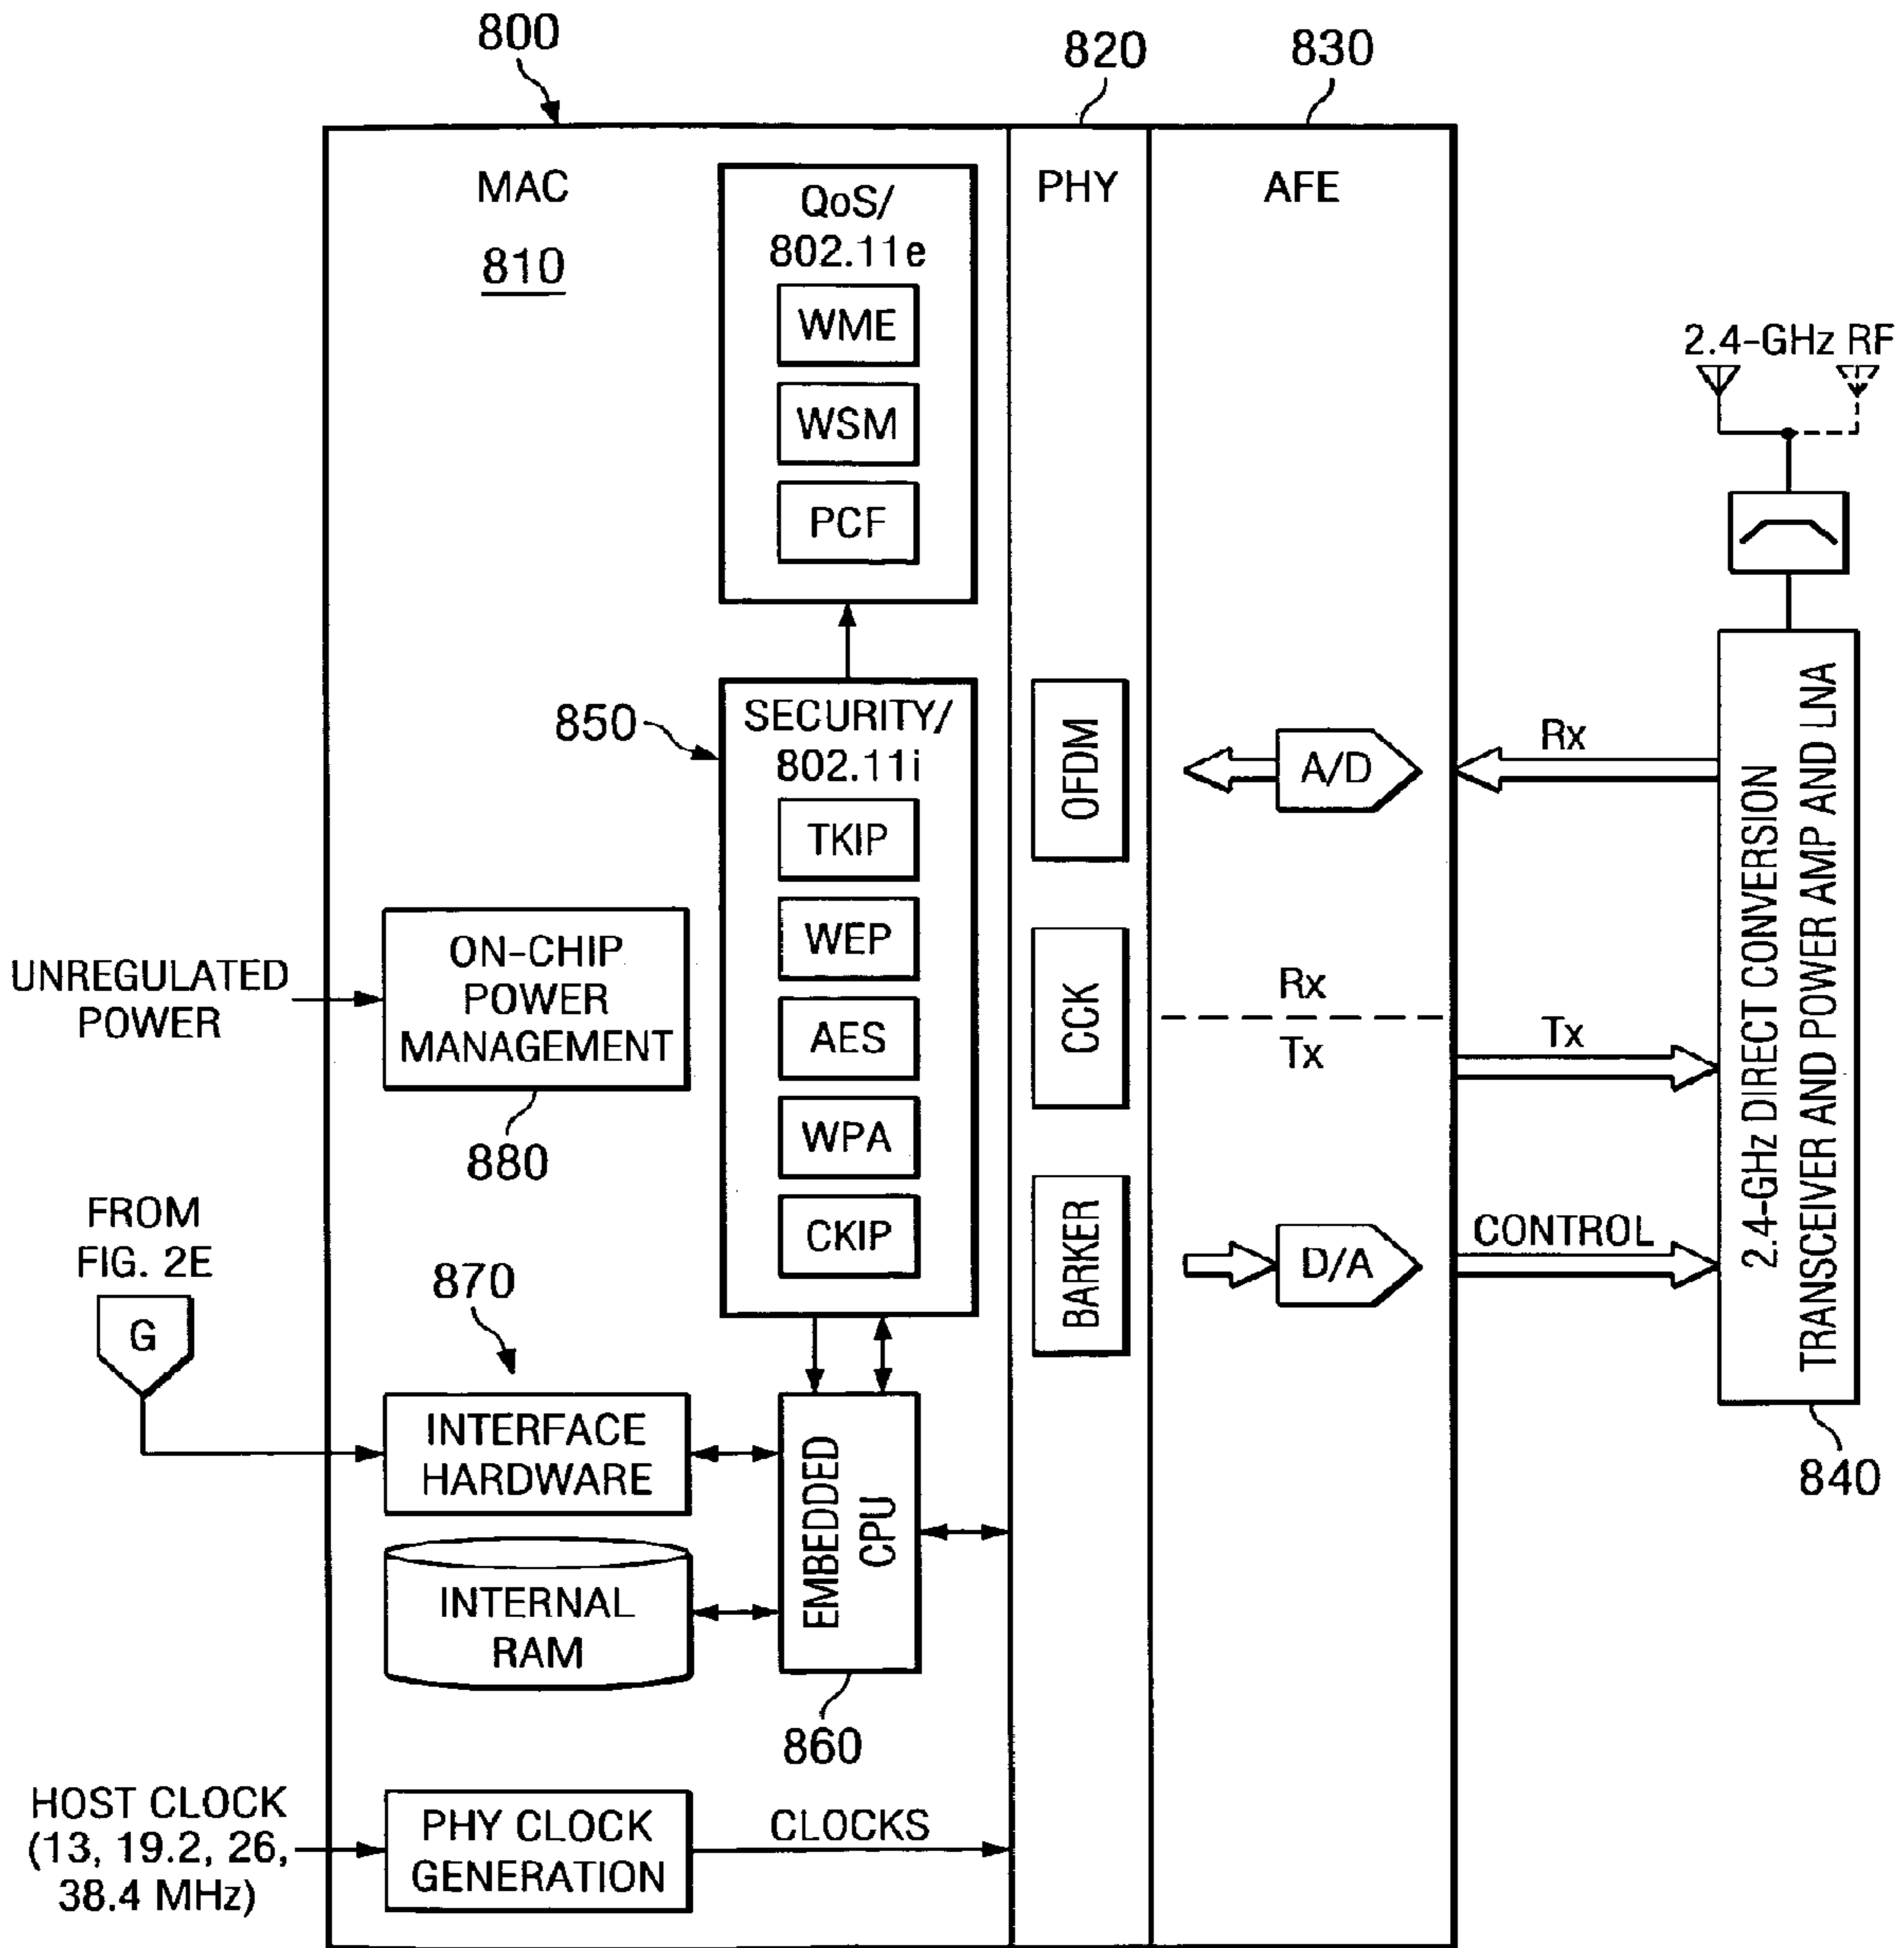 800
820
830
MAC
810
QoS/
802.11e
WME
WSM
PCF
PHY
AFE
2.4-GHz RF
850
SECURITY/
802.11i
TKIP
WEP
AES
WPA
CKIP
OFDM
CCK
BARKER
A/D
Rx
Tx
D/A
Rx
Tx
CONTROL
2.4-GHz DIRECT CONVERSION
TRANSCEIVER AND POWER AMP AND LNA
840
UNREGULATED
POWER
ON-CHIP
POWER
MANAGEMENT
880
FROM
FIG. 2E
G
870
INTERFACE
HARDWARE
INTERNAL
RAM
EMBEDDED
CPU
860
HOST CLOCK
(13, 19.2, 26,
38.4 MHz)
PHY CLOCK
GENERATION
CLOCKS